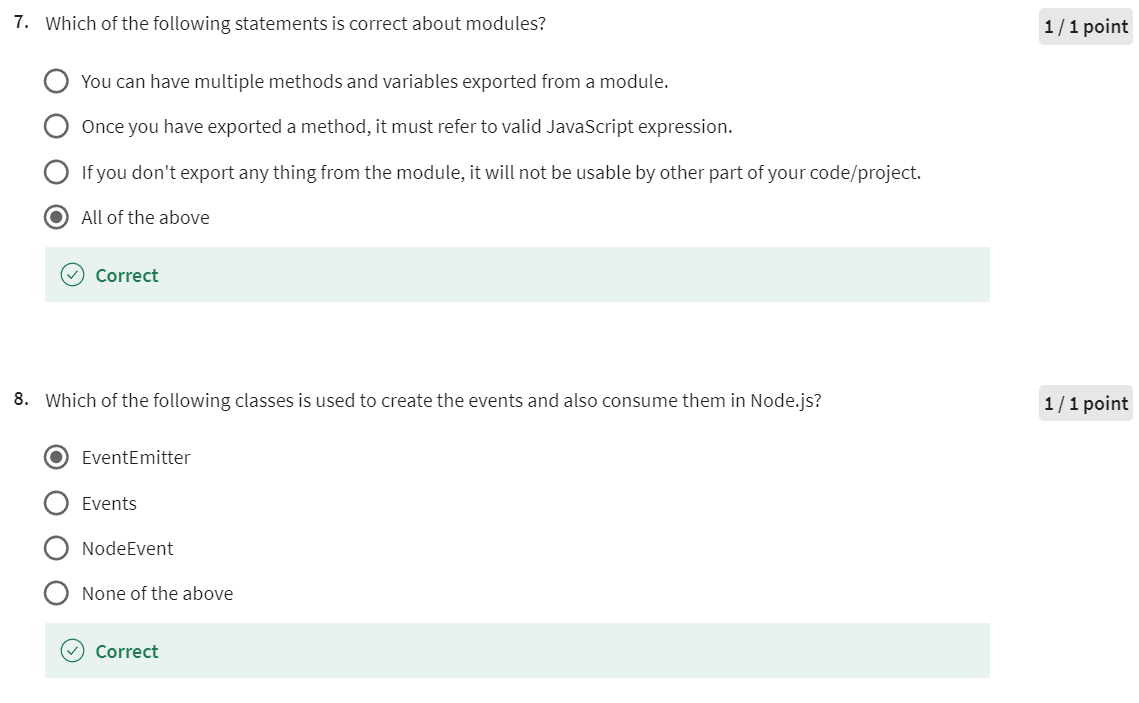 7. Which of the following statements is correct about modules?
1 / 1 point
You can have multiple methods and variables exported from a module.
Once you have exported a method, it must refer to valid JavaScript expression.
If you don't export any thing from the module, it will not be usable by other part of your code/project.
All of the above
Correct
8. Which of the following classes is used to create the events and also consume them in Node.js?
1 / 1 point
EventEmitter
Events
NodeEvent
None of the above
Correct